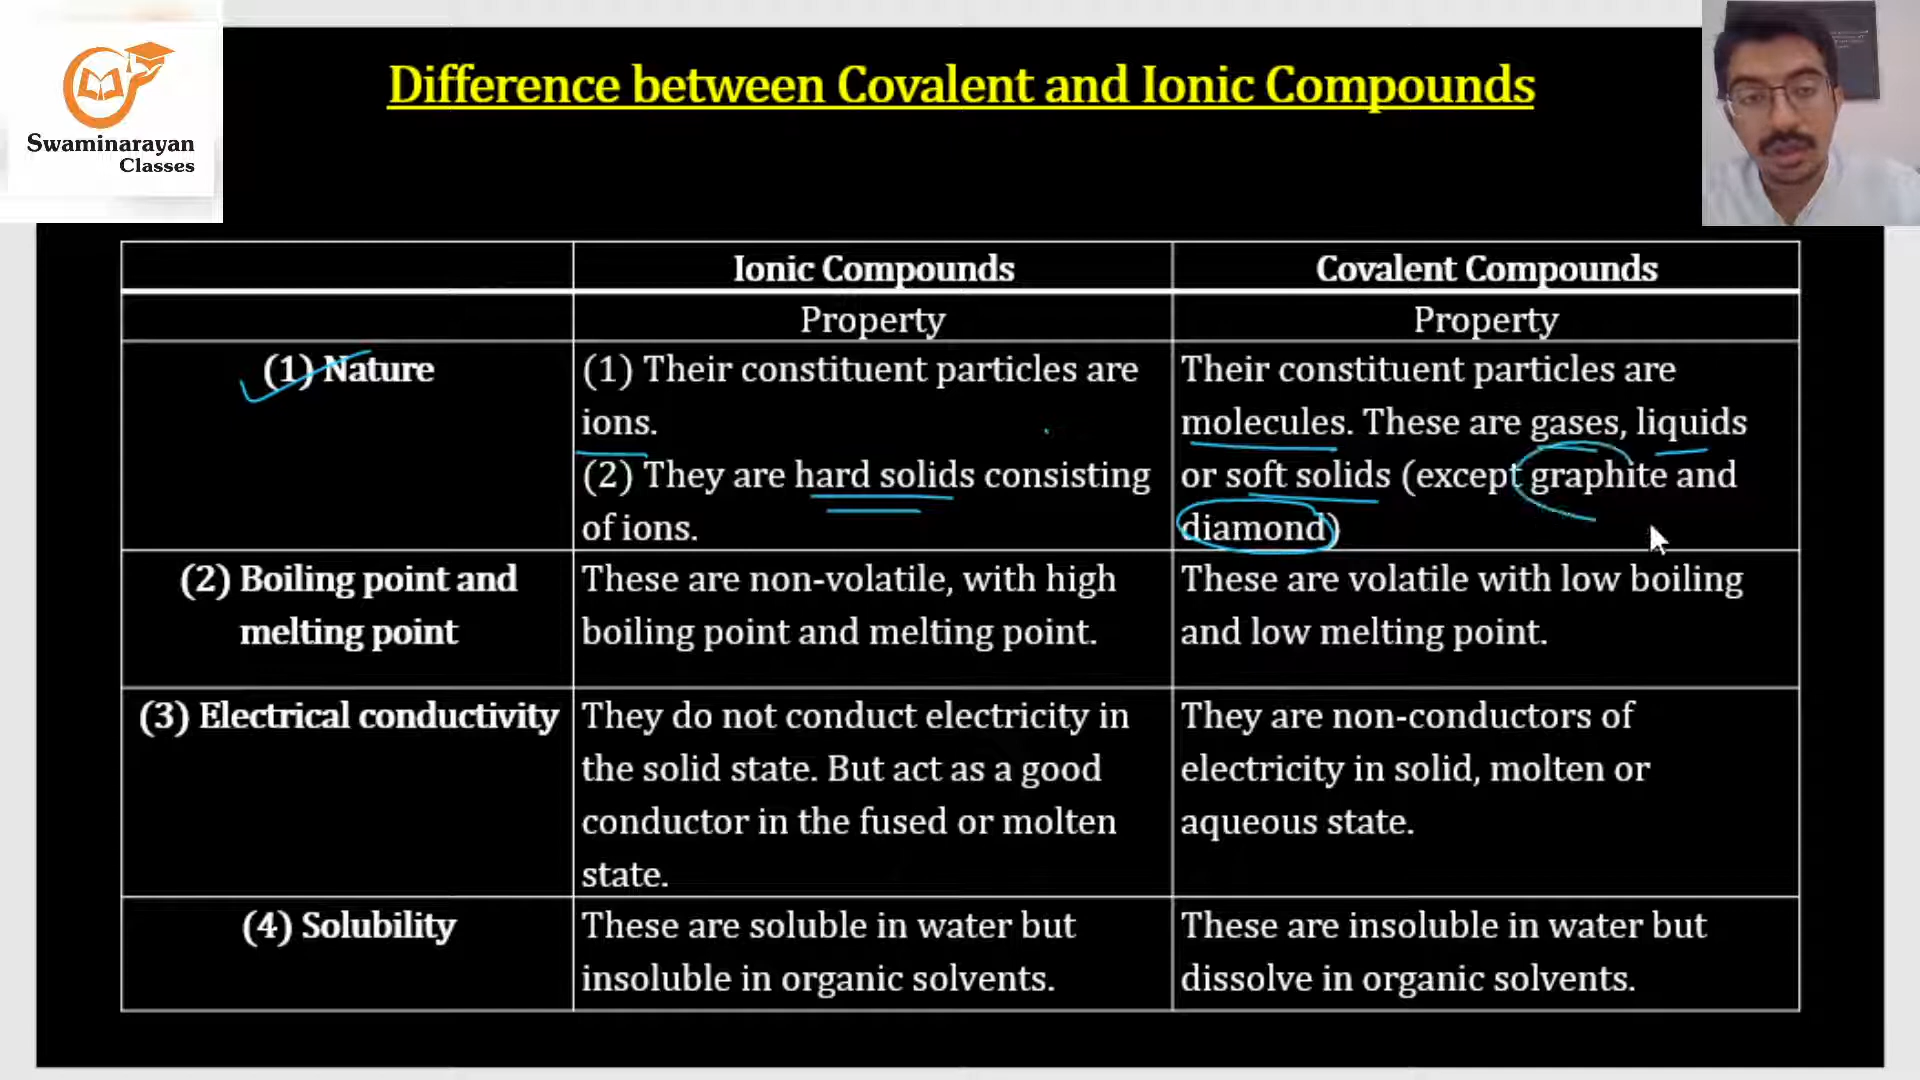 Swaminarayan
Classes
Difference between Covalent and Ionic Compounds
Ionic Compounds
Covalent Compounds
Property
Property
(1) Nature
(1) Their constituent particles are
ions.
(2) They are hard solids consisting
of ions.
Their constituent particles are
molecules. These are gases, liquids
or soft solids (except graphite and
diamond)
(2) Boiling point and
melting point
These are non-volatile, with high
boiling point and melting point.
These are volatile with low boiling
and low melting point.
(3) Electrical conductivity
They do not conduct electricity in
the solid state. But act as a good
conductor in the fused or molten
state.
They are non-conductors of
electricity in solid, molten or
aqueous state.
(4) Solubility
These are soluble in water but
insoluble in organic solvents.
These are insoluble in water but
dissolve in organic solvents.